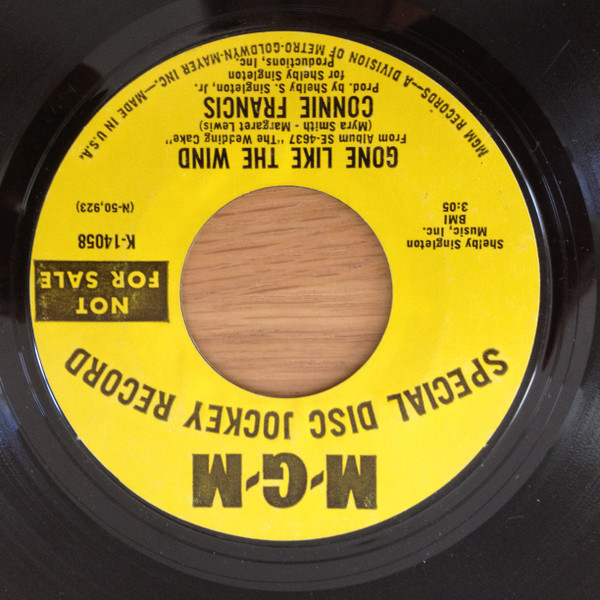 M-G-M
SPECIAL DISC JOCKEY RECORD
NOT
FOR SALE
K-14058
(N-50,923)
Shelby Singleton
Music, Inc.
BMI
3:05
GONE LIKE THE WIND
From Album SE-4637 "The Wedding Cake"
(Myra Smith - Margaret Lewis)
CONNIE FRANCIS
Prod. by Shelby S. Singleton, Jr.
for Shelby Singleton
Productions, Inc.
MGM RECORDS—A DIVISION OF METRO-GOLDWYN-MAYER INC.—MADE IN U.S.A.